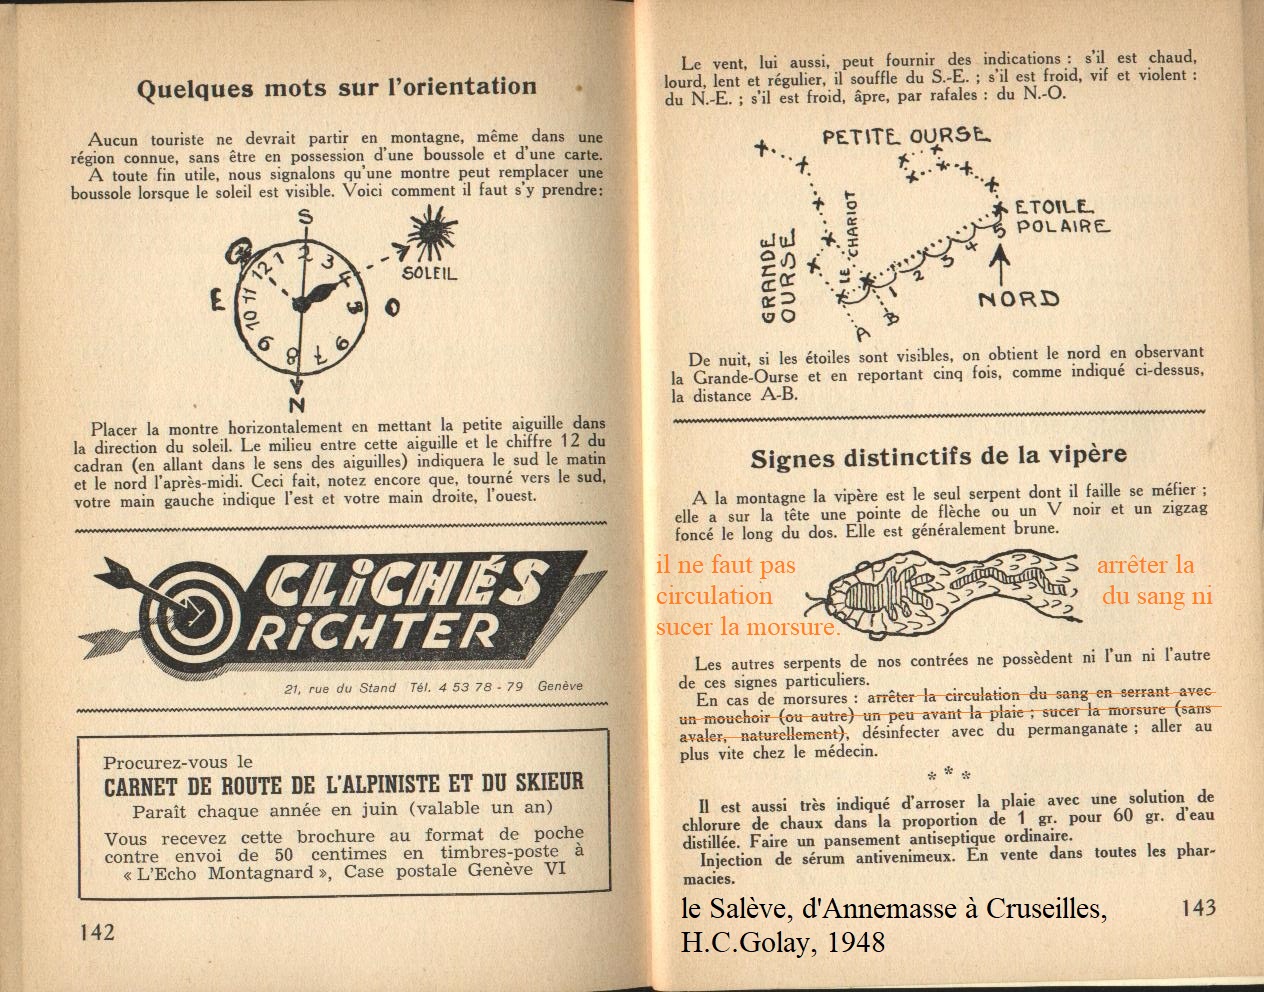 Quelques mots sur l'orientation
Aucun touriste ne devrait partir en montagne, même dans une
région connue, sans être en possession d'une boussole et d'une carte.
A toute fin utile, nous signalons qu'une montre peut remplacer une
boussole lorsque le soleil est visible. Voici comment il faut s'y prendre:
S
SOLEIL
E
O
12 1 2 3 4 5 6 7 8 9 10 11
N
Placer la montre horizontalement en mettant la petite aiguille dans
la direction du soleil. Le milieu entre cette aiguille et le chiffre 12 du
cadran (en allant dans le sens des aiguilles) indiquera le sud le matin
et le nord l'après-midi. Ceci fait, notez encore que, tourné vers le sud,
votre main gauche indique l'est et votre main droite, l'ouest.
CLiCHÉS
RiCHTER
21, rue du Stand Tél. 4 53 78 - 79 Genève
Procurez-vous le
CARNET DE ROUTE DE L'ALPINISTE ET DU SKIEUR
Paraît chaque année en juin (valable un an)
Vous recevez cette brochure au format de poche
contre envoi de 50 centimes en timbres-poste à
« L'Echo Montagnard », Case postale Genève VI
142
Le vent, lui aussi, peut fournir des indications : s'il est chaud,
lourd, lent et régulier, il souffle du S.-E. ; s'il est froid, vif et violent :
du N.-E. ; s'il est froid, âpre, par rafales : du N.-O.
PETITE OURSE
ETOILE
POLAIRE
GRANDE
OURSE
LE CHARIOT
1 2 3 4 5
NORD
A B
De nuit, si les étoiles sont visibles, on obtient le nord en observant
la Grande-Ourse et en reportant cinq fois, comme indiqué ci-dessus,
la distance A-B.
Signes distinctifs de la vipère
A la montagne la vipère est le seul serpent dont il faille se méfier ;
elle a sur la tête une pointe de flèche ou un V noir et un zigzag
foncé le long du dos. Elle est généralement brune.
il ne faut pas arrêter la
circulation du sang ni
sucer la morsure.
Les autres serpents de nos contrées ne possèdent ni l'un ni l'autre
de ces signes particuliers.
En cas de morsures : arrêter la circulation du sang en serrant avec
un mouchoir (ou autre) un peu avant la plaie ; sucer la morsure (sans
avaler, naturellement), désinfecter avec du permanganate ; aller au
plus vite chez le médecin.
* * *
Il est aussi très indiqué d'arroser la plaie avec une solution de
chlorure de chaux dans la proportion de 1 gr. pour 60 gr. d'eau
distillée. Faire un pansement antiseptique ordinaire.
Injection de sérum antivenimeux. En vente dans toutes les phar-
macies.
le Salève, d'Annemasse à Cruseilles,
H.C.Golay, 1948
143